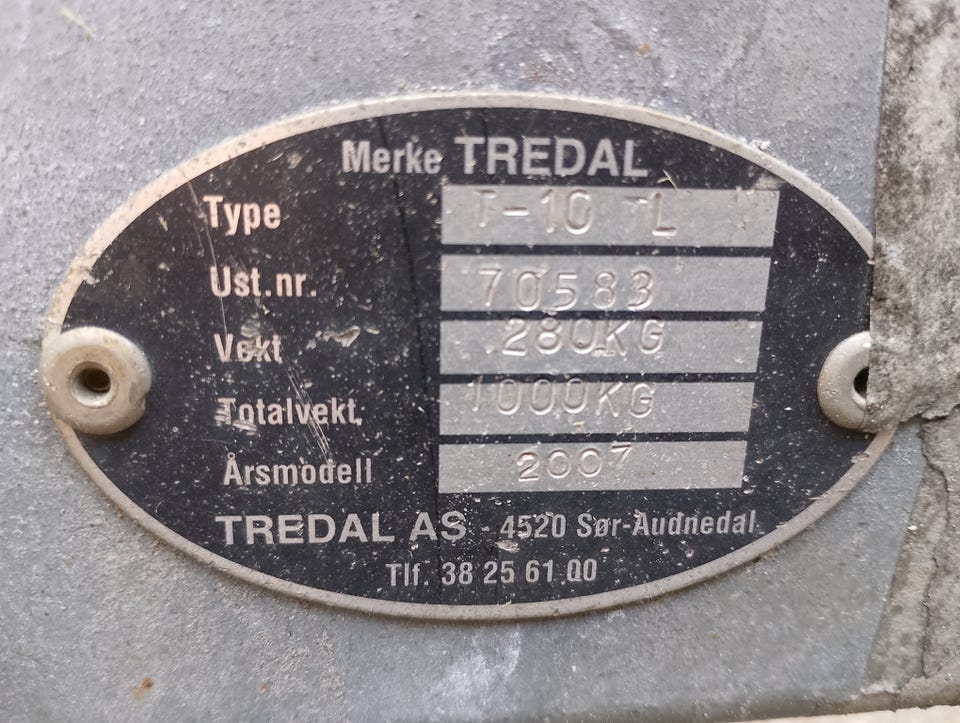 Merke TREDAL
Type T-10 L
Ust.nr. 70583
Vekt 280KG
Totalvekt. 1000KG
Årsmodell 2007
TREDAL AS - 4520 Sør-Audnedal
Tlf. 38 25 61 00